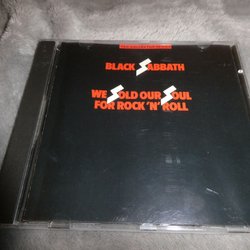 BLACK SABBATH
WE SOLD OUR SOUL
FOR ROCK 'N' ROLL